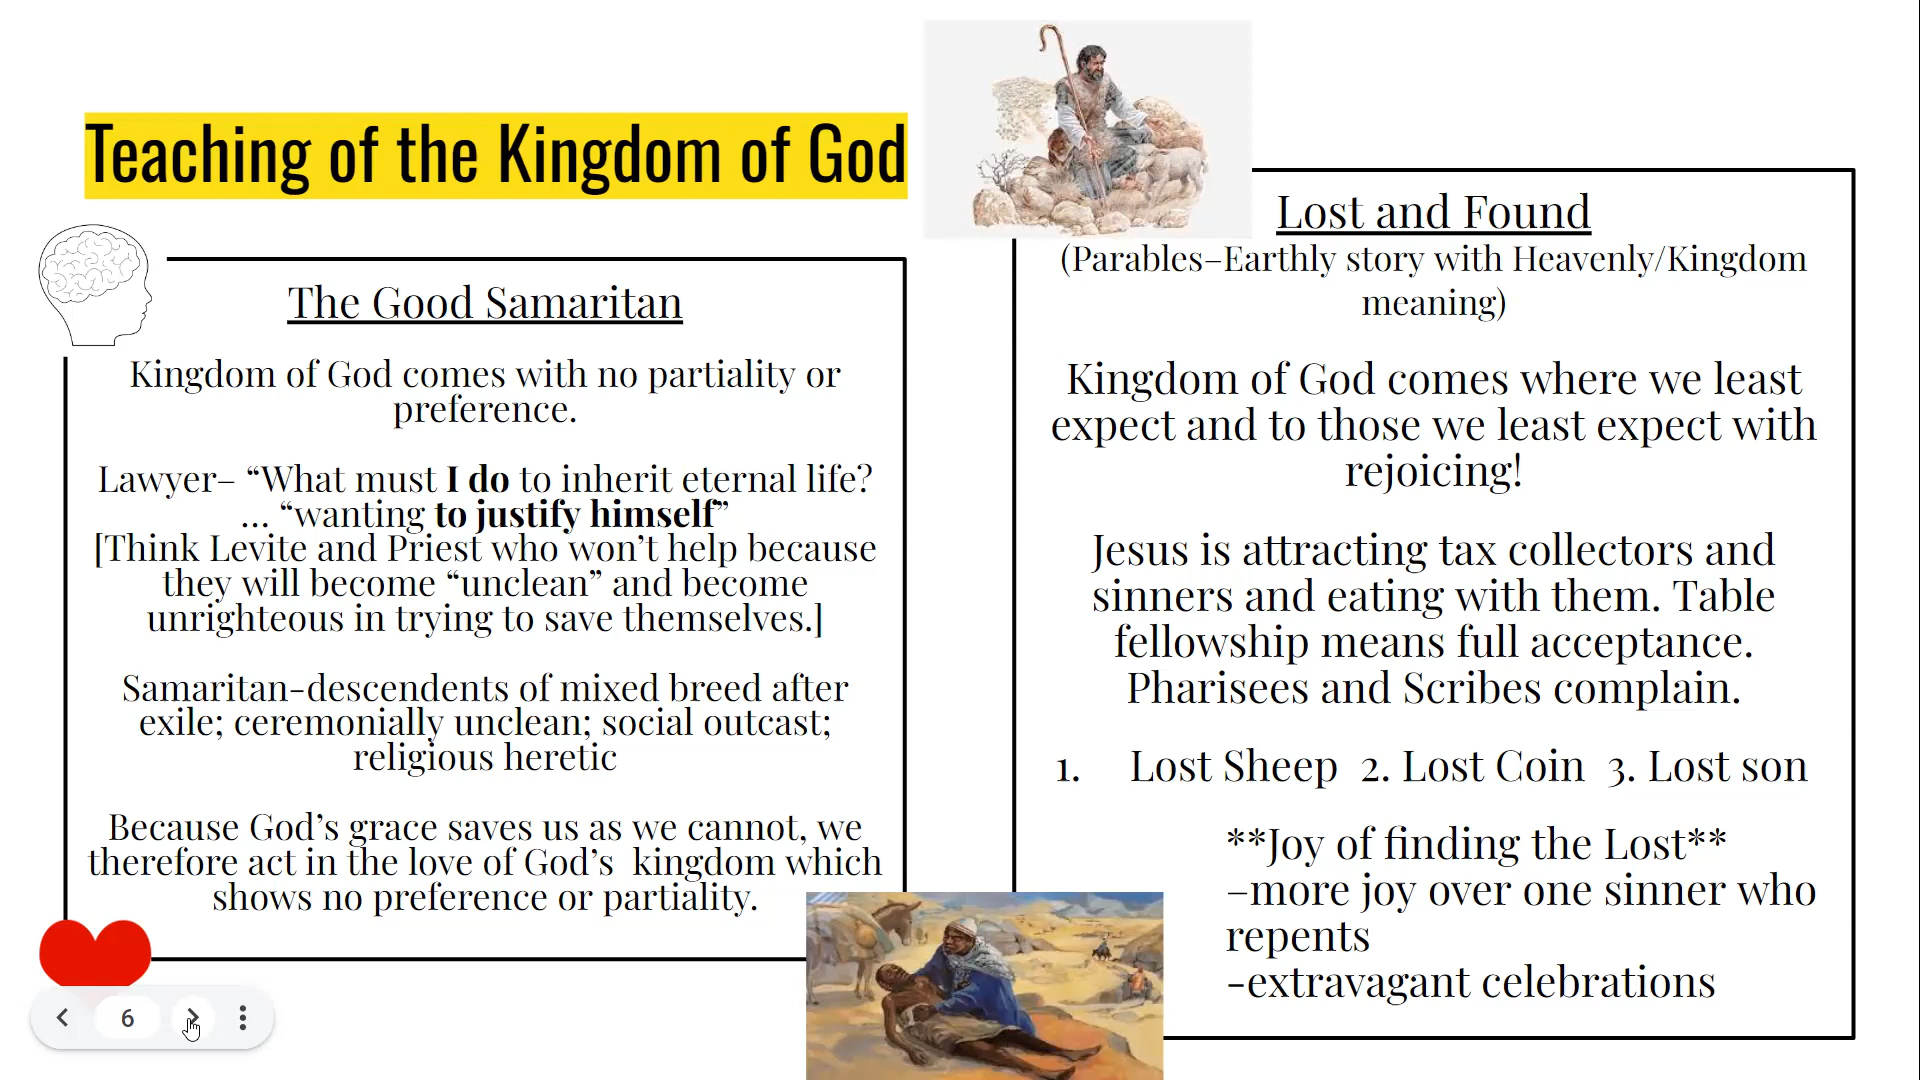 Teaching of the Kingdom of God
The Good Samaritan
Kingdom of God comes with no partiality or
preference.
Lawyer– “What must I do to inherit eternal life?
... “wanting to justify himself”
[Think Levite and Priest who won’t help because
they will become “unclean” and become
unrighteous in trying to save themselves.]
Samaritan-descendents of mixed breed after
exile; ceremonially unclean; social outcast;
religious heretic
Because God’s grace saves us as we cannot, we
therefore act in the love of God’s  kingdom which
shows no preference or partiality.
Lost and Found
(Parables–Earthly story with Heavenly/Kingdom
meaning)
Kingdom of God comes where we least
expect and to those we least expect with
rejoicing!
Jesus is attracting tax collectors and
sinners and eating with them. Table
fellowship means full acceptance.
Pharisees and Scribes complain.
1. Lost Sheep 2. Lost Coin 3. Lost son
**Joy of finding the Lost**
–more joy over one sinner who
repents
-extravagant celebrations
6